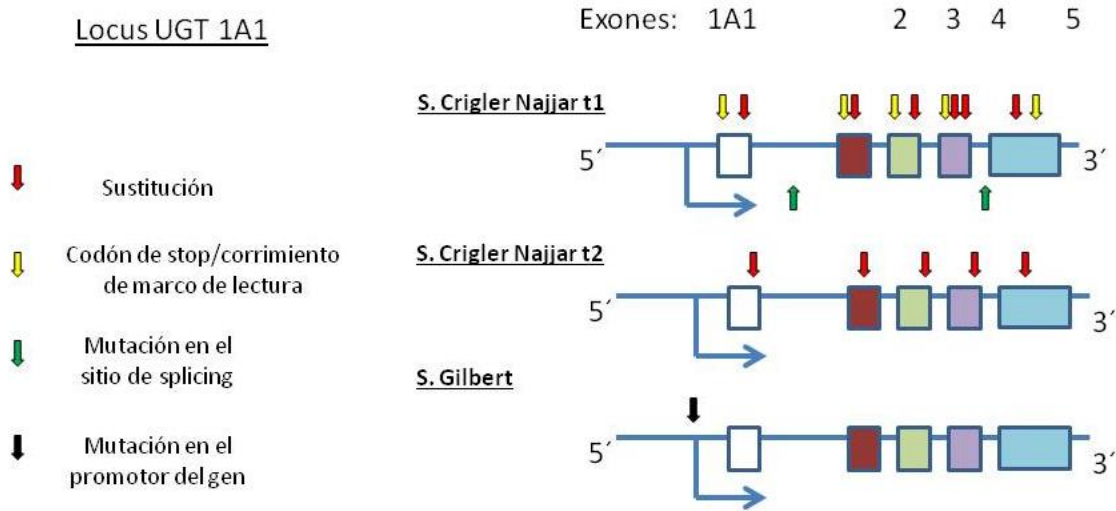 Locus UGT 1A1
Exones: 1A1 2 3 4 5
S. Crigler Najjar t1
5´ 3´
Sustitución
Codón de stop/corrimiento
de marco de lectura
S. Crigler Najjar t2
5´ 3´
Mutación en el
sitio de splicing
S. Gilbert
5´ 3´
Mutación en el
promotor del gen